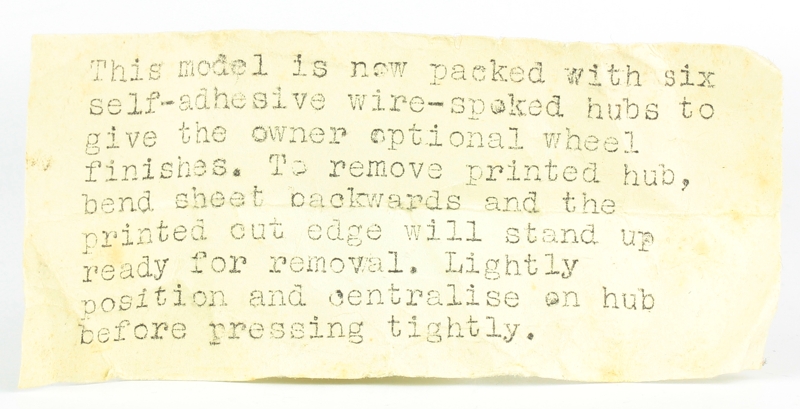 This model is now packed with six
self-adhesive wire-spoked hubs to
give the owner optional wheel
finishes. To remove printed hub,
bend sheet backwards and the
printed cut edge will stand up
ready for removal. Lightly
position and centralise on hub
before pressing tightly.